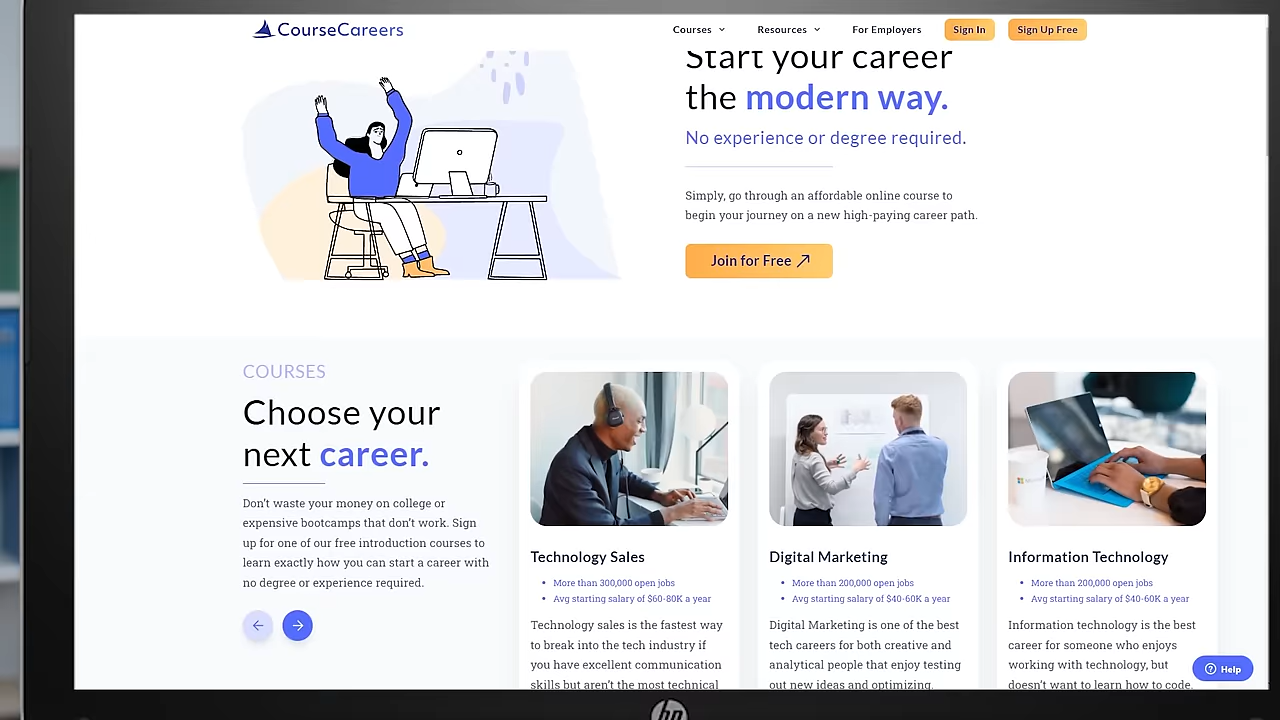 CourseCareers
Courses
Resources
For Employers
Sign In
Sign Up Free
Start your career
the modern way.
No experience or degree required.
Simply, go through an affordable online course to
begin your journey on a new high-paying career path.
Join for Free
COURSES
Choose your
next career.
Don't waste your money on college or
expensive bootcamps that don't work. Sign
up for one of our free introduction courses to
learn exactly how you can start a career with
no degree or experience required.
Technology Sales
More than 300,000 open jobs
Avg starting salary of $60-80K a year
Technology sales is the fastest way
to break into the tech industry if
you have excellent communication
skills but aren't the most technical
Digital Marketing
More than 200,000 open jobs
Avg starting salary of $40-60K a year
Digital Marketing is one of the best
tech careers for both creative and
analytical people that enjoy testing
out new ideas and optimizing.
Information Technology
More than 200,000 open jobs
Avg starting salary of $40-60K a year
Information technology is the best
career for someone who enjoys
working with technology, but
doesn't want to learn how to code.
Help
hp